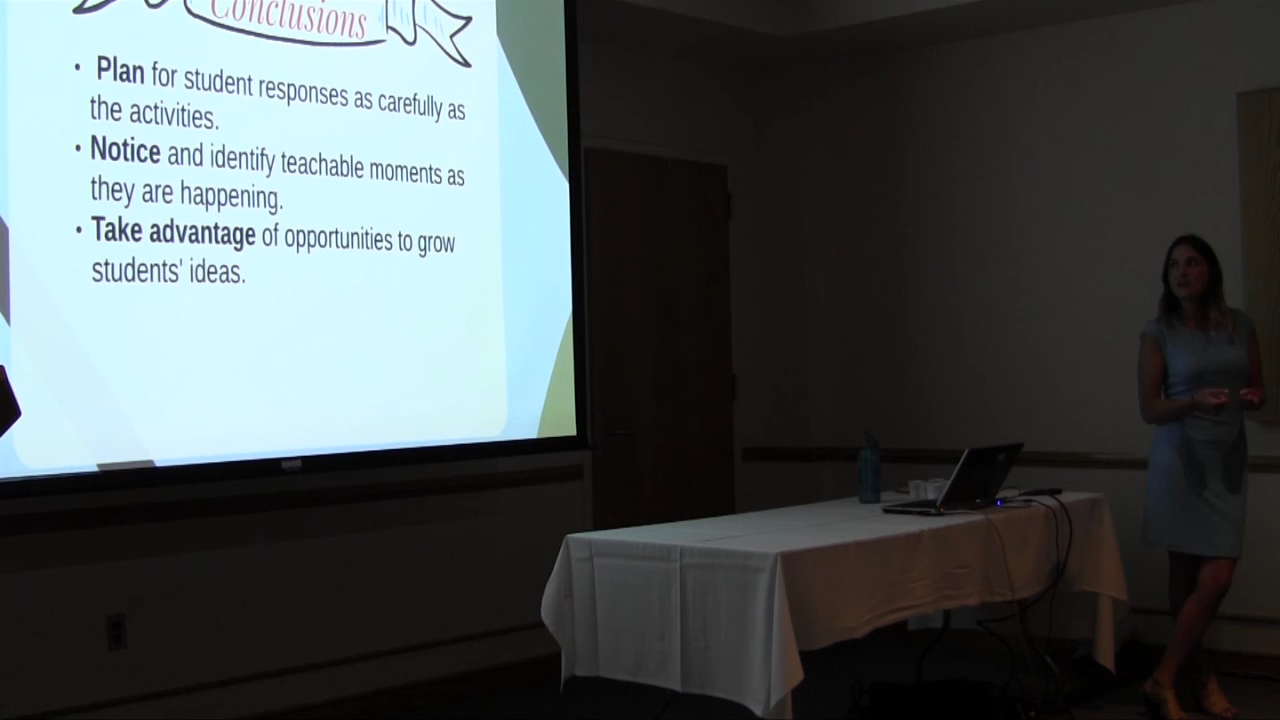 Conclusions
• Plan for student responses as carefully as
the activities.
• Notice and identify teachable moments as
they are happening.
• Take advantage of opportunities to grow
students' ideas.